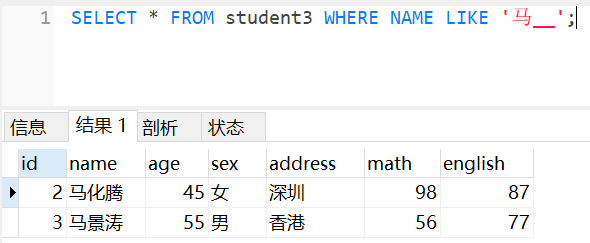 1 SELECT * FROM student3 WHERE NAME LIKE '马__';
信息 结果 1 剖析 状态
id name age sex address math english
2 马化腾 45 女 深圳 98 87
3 马景涛 55 男 香港 56 77